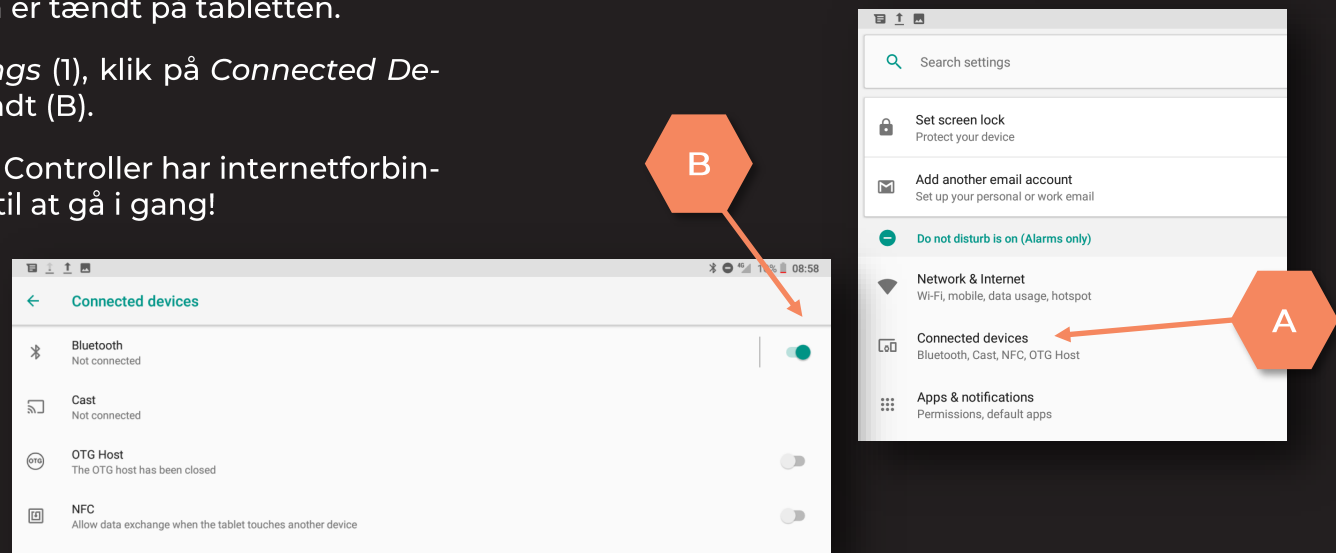 er tændt på tabletten.
(1), klik på Connected De-
(B).
Controller har internetforbin-
til at gå i gang!
B
08:58
Connected devices
Bluetooth
Not connected
Cast
Not connected
OTG Host
The OTG host has been closed
NFC
Allow data exchange when the tablet touches another device
Search settings
Set screen lock
Protect your device
Add another email account
Set up your personal or work email
Do not disturb is on (Alarms only)
Network & Internet
Wi-Fi, mobile, data usage, hotspot
Connected devices
Bluetooth, Cast, NFC, OTG Host
Apps & notifications
Permissions, default apps
A